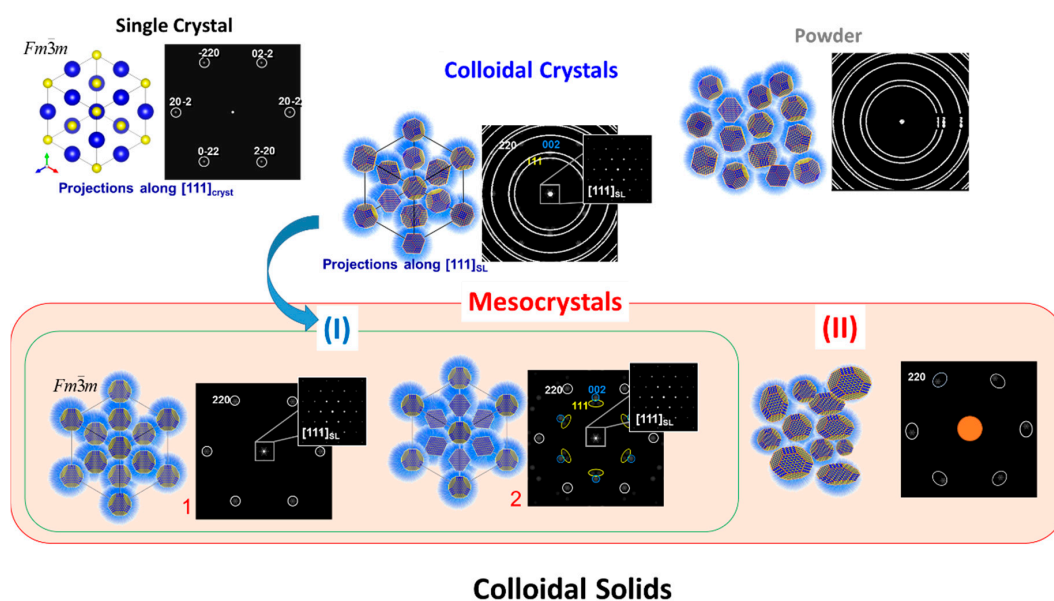 Single Crystal
Fm3̄m
-220 02-2
20-2 20-2
0-22 2-20
Projections along [111]cryst
Colloidal Crystals
220 002
111
[111]SL
Projections along [111]SL
Powder
Mesocrystals
(I)
(II)
Fm3̄m
220
[111]SL
1
220 002
111
[111]SL
2
220
Colloidal Solids